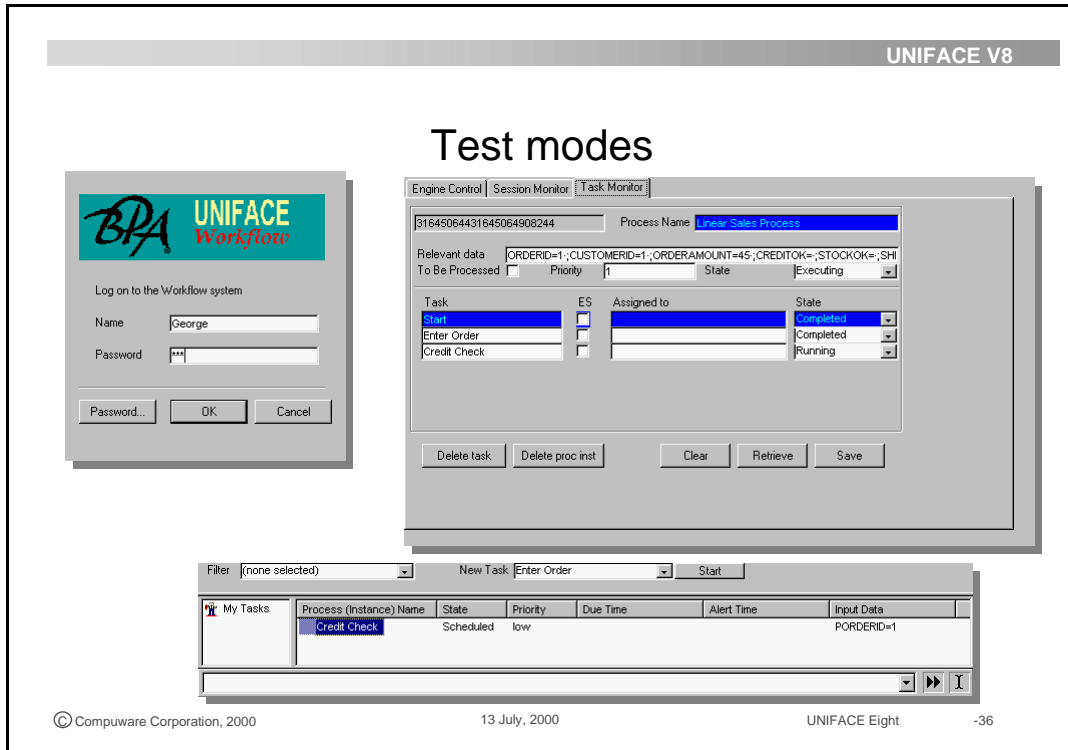 UNIFACE V8
Test modes
BPA UNIFACE Workflow
Log on to the Workflow system
Name George
Password ***
Password... OK Cancel
Engine Control Session Monitor Task Monitor
31645064431645064908244 Process Name Linear Sales Process
Relevant data ORDERID=1·;CUSTOMERID=1·;ORDERAMOUNT=45·;CREDITOK=·;STOCKOK=·;SHI
To Be Processed Priority 1 State Executing
Task ES Assigned to State
Start Completed
Enter Order Completed
Credit Check Running
Delete task Delete proc inst Clear Retrieve Save
Filter (none selected) New Task Enter Order Start
My Tasks Process (Instance) Name State Priority Due Time Alert Time Input Data
Credit Check Scheduled low PORDERID=1
© Compuware Corporation, 2000 13 July, 2000 UNIFACE Eight -36